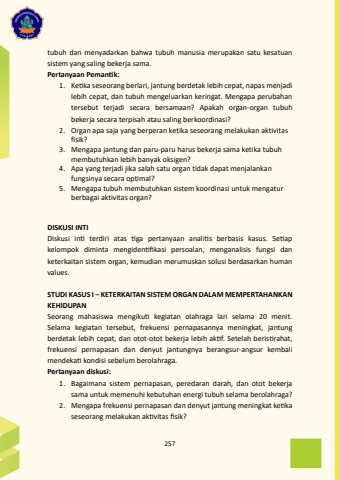 tubuh dan menyadarkan bahwa tubuh manusia merupakan satu kesatuan
sistem yang saling bekerja sama.
Pertanyaan Pemantik:
1. Ketika seseorang berlari, jantung berdetak lebih cepat, napas menjadi
lebih cepat, dan tubuh mengeluarkan keringat. Mengapa perubahan
tersebut terjadi secara bersamaan? Apakah organ-organ tubuh
bekerja secara terpisah atau saling berkoordinasi?
2. Organ apa saja yang berperan ketika seseorang melakukan aktivitas
fisik?
3. Mengapa jantung dan paru-paru harus bekerja sama ketika tubuh
membutuhkan lebih banyak oksigen?
4. Apa yang terjadi jika salah satu organ tidak dapat menjalankan
fungsinya secara optimal?
5. Mengapa tubuh membutuhkan sistem koordinasi untuk mengatur
berbagai aktivitas organ?
DISKUSI INTI
Diskusi inti terdiri atas tiga pertanyaan analitis berbasis kasus. Setiap
kelompok diminta mengidentifikasi persoalan, menganalisis fungsi dan
keterkaitan sistem organ, kemudian merumuskan solusi berdasarkan human
values.
STUDI KASUS I – KETERKAITAN SISTEM ORGAN DALAM MEMPERTAHANKAN
KEHIDUPAN
Seorang mahasiswa mengikuti kegiatan olahraga lari selama 20 menit.
Selama kegiatan tersebut, frekuensi pernapasannya meningkat, jantung
berdetak lebih cepat, dan otot-otot bekerja lebih aktif. Setelah beristirahat,
frekuensi pernapasan dan denyut jantungnya berangsur-angsur kembali
mendekati kondisi sebelum berolahraga.
Pertanyaan diskusi:
1. Bagaimana sistem pernapasan, peredaran darah, dan otot bekerja
sama untuk memenuhi kebutuhan energi tubuh selama berolahraga?
2. Mengapa frekuensi pernapasan dan denyut jantung meningkat ketika
seseorang melakukan aktivitas fisik?
257